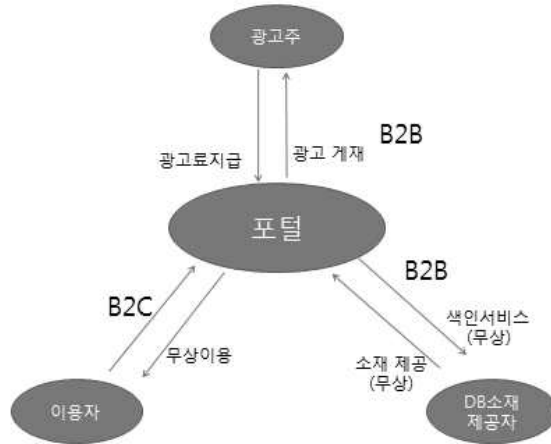 광고주
B2B
광고료지급
광고 게재
포털
B2B
B2C
색인서비스
(무상)
무상이용
소재 제공
(무상)
이용자
DB소재
제공자